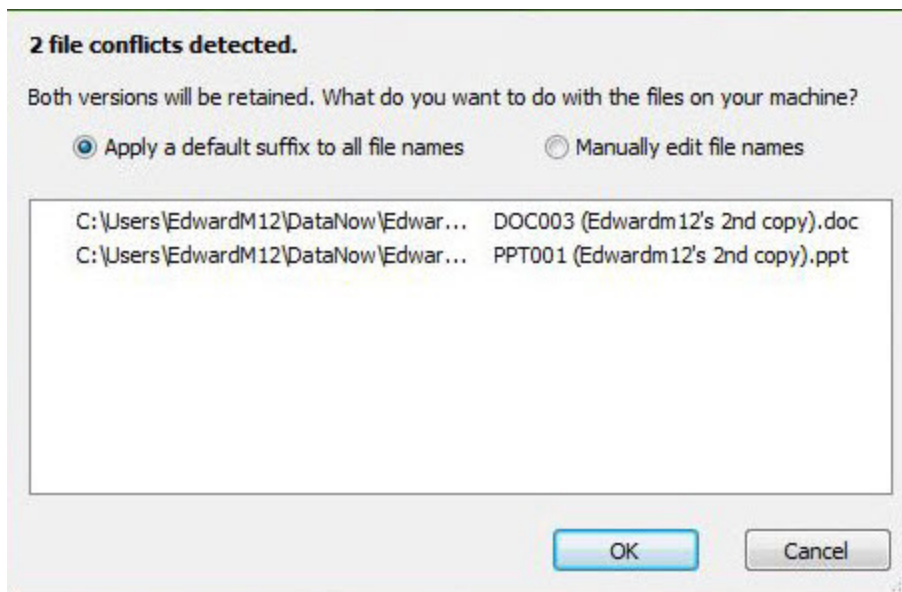 2 file conflicts detected.
Both versions will be retained. What do you want to do with the files on your machine?
Apply a default suffix to all file names Manually edit file names
C:\Users\EdwardM12\DataNow\Edwar... DOC003 (Edwardm12's 2nd copy).doc
C:\Users\EdwardM12\DataNow\Edwar... PPT001 (Edwardm12's 2nd copy).ppt
OK Cancel